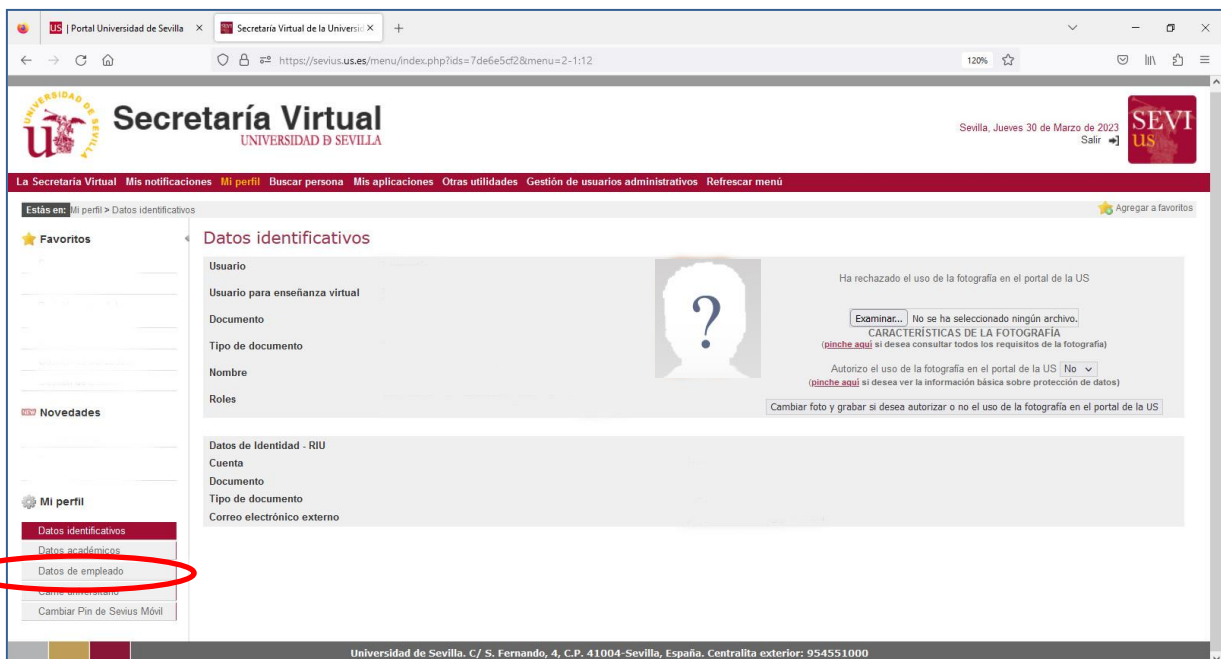 US | Portal Universidad de Sevilla ×
Secretaría Virtual de la Universid × +
https://sevius.us.es/menu/index.php?ids=7de6e5cf2&menu=2-1:12 120%
UNIVERSIDAD DE SEVILLA
Secretaría Virtual
UNIVERSIDAD D SEVILLA
Sevilla, Jueves 30 de Marzo de 2023
Salir
SEVI
US
La Secretaría Virtual Mis notificaciones Mi perfil Buscar persona Mis aplicaciones Otras utilidades Gestión de usuarios administrativos Refrescar menú
Estás en: Mi perfil > Datos identificativos
Agregar a favoritos
Favoritos
Novedades
Mi perfil
Datos identificativos
Datos académicos
Datos de empleado
Carné universitario
Cambiar Pin de Sevius Móvil
Datos identificativos
Usuario
Usuario para enseñanza virtual
Documento
Tipo de documento
Nombre
Roles
?
Ha rechazado el uso de la fotografía en el portal de la US
Examinar... No se ha seleccionado ningún archivo.
CARACTERÍSTICAS DE LA FOTOGRAFÍA
(pinche aquí si desea consultar todos los requisitos de la fotografía)
Autorizo el uso de la fotografía en el portal de la US No
(pinche aquí si desea ver la información básica sobre protección de datos)
Cambiar foto y grabar si desea autorizar o no el uso de la fotografía en el portal de la US
Datos de Identidad - RIU
Cuenta
Documento
Tipo de documento
Correo electrónico externo
Universidad de Sevilla. C/ S. Fernando, 4, C.P. 41004-Sevilla, España. Centralita exterior: 954551000